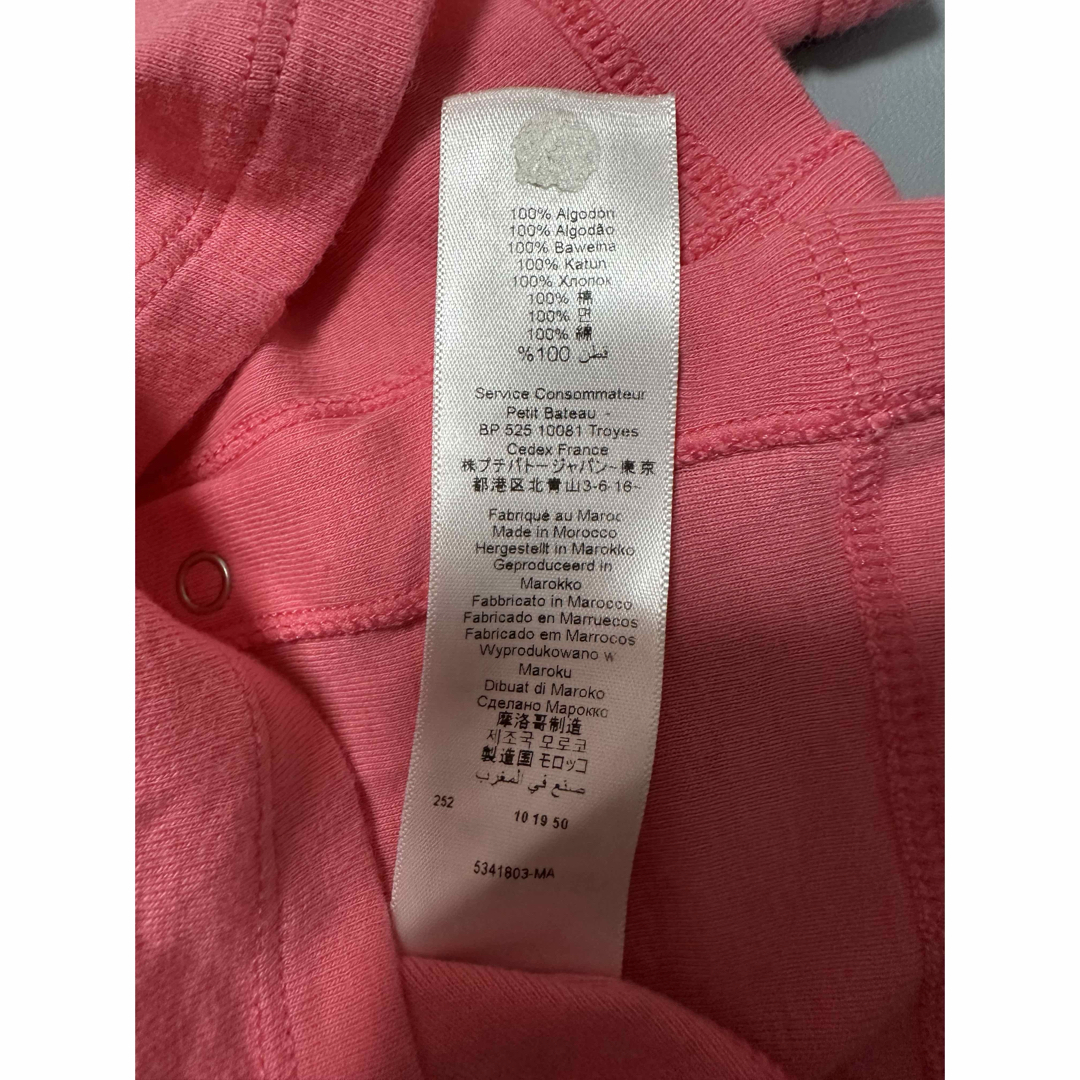 100% Algodón
100% Algodão
100% Bawełna
100% Katun
100% Хлопок
100% 棉
100% 면
100% 綿
%100 قطن
Service Consommateur
Petit Bateau -
BP 525 10081 Troyes
Cedex France
株プチバトージャパン~東京
都港区北青山3-6-16~
Fabriqué au Maroc
Made in Morocco
Hergestellt in Marokko
Geproduceerd in
Marokko
Fabbricato in Marocco
Fabricado en Marruecos
Fabricado em Marrocos
Wyprodukowano w
Maroku
Dibuat di Maroko
Сделано Марокко
摩洛哥制造
제조국 모로코
製造国 モロッコ
صنع في المغرب
252
10 19 50
5341803-MA